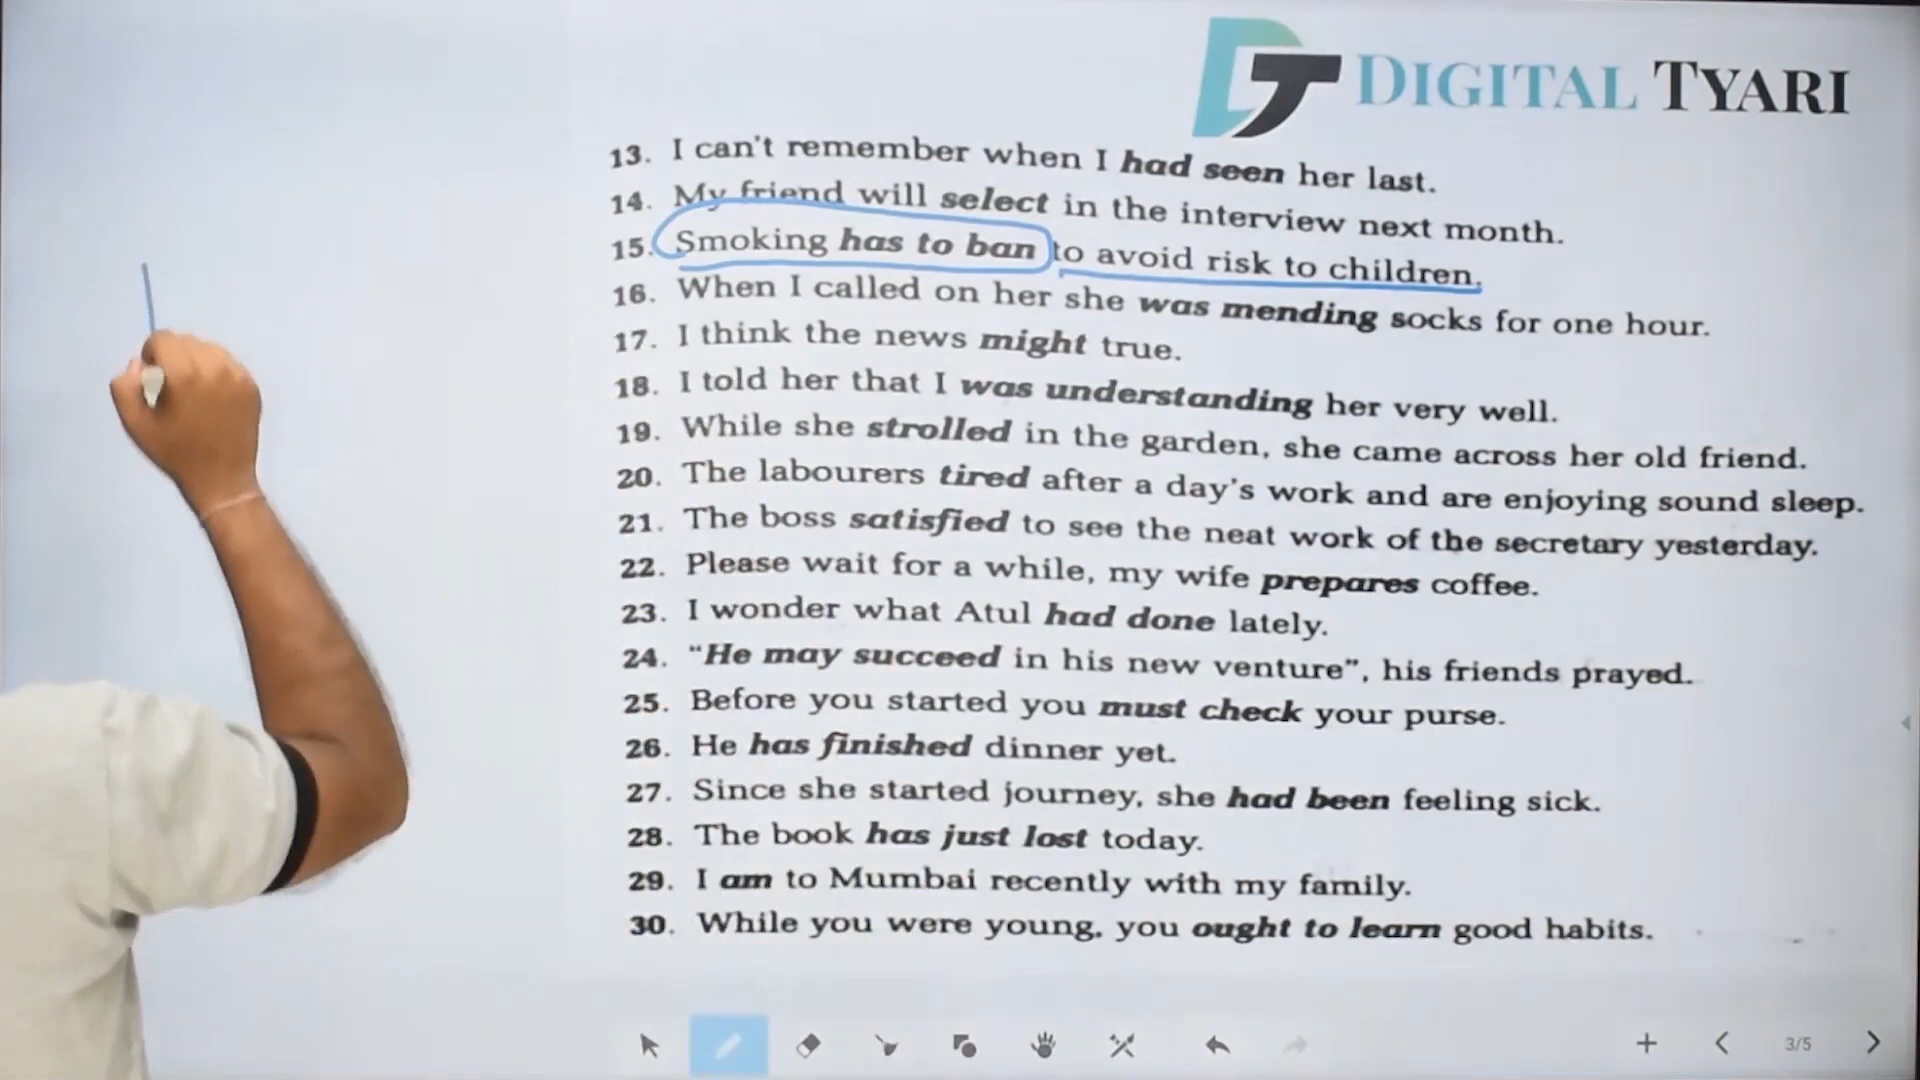 DT DIGITAL TYARI
13. I can't remember when I had seen her last.
14. My friend will select in the interview next month.
15. Smoking has to ban to avoid risk to children.
16. When I called on her she was mending socks for one hour.
17. I think the news might true.
18. I told her that I was understanding her very well.
19. While she strolled in the garden, she came across her old friend.
20. The labourers tired after a day's work and are enjoying sound sleep.
21. The boss satisfied to see the neat work of the secretary yesterday.
22. Please wait for a while, my wife prepares coffee.
23. I wonder what Atul had done lately.
24. "He may succeed in his new venture", his friends prayed.
25. Before you started you must check your purse.
26. He has finished dinner yet.
27. Since she started journey, she had been feeling sick.
28. The book has just lost today.
29. I am to Mumbai recently with my family.
30. While you were young, you ought to learn good habits.
3/5